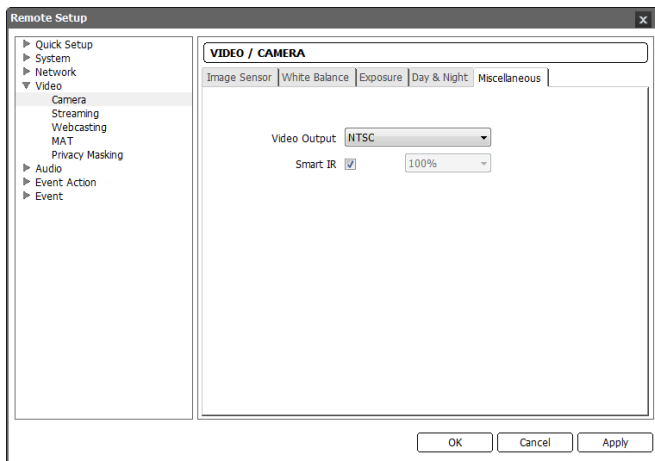 Remote Setup
x
Quick Setup
System
Network
Video
Camera
Streaming
Webcasting
MAT
Privacy Masking
Audio
Event Action
Event
VIDEO / CAMERA
Image Sensor White Balance Exposure Day & Night Miscellaneous
Video Output NTSC
Smart IR 100%
OK Cancel Apply